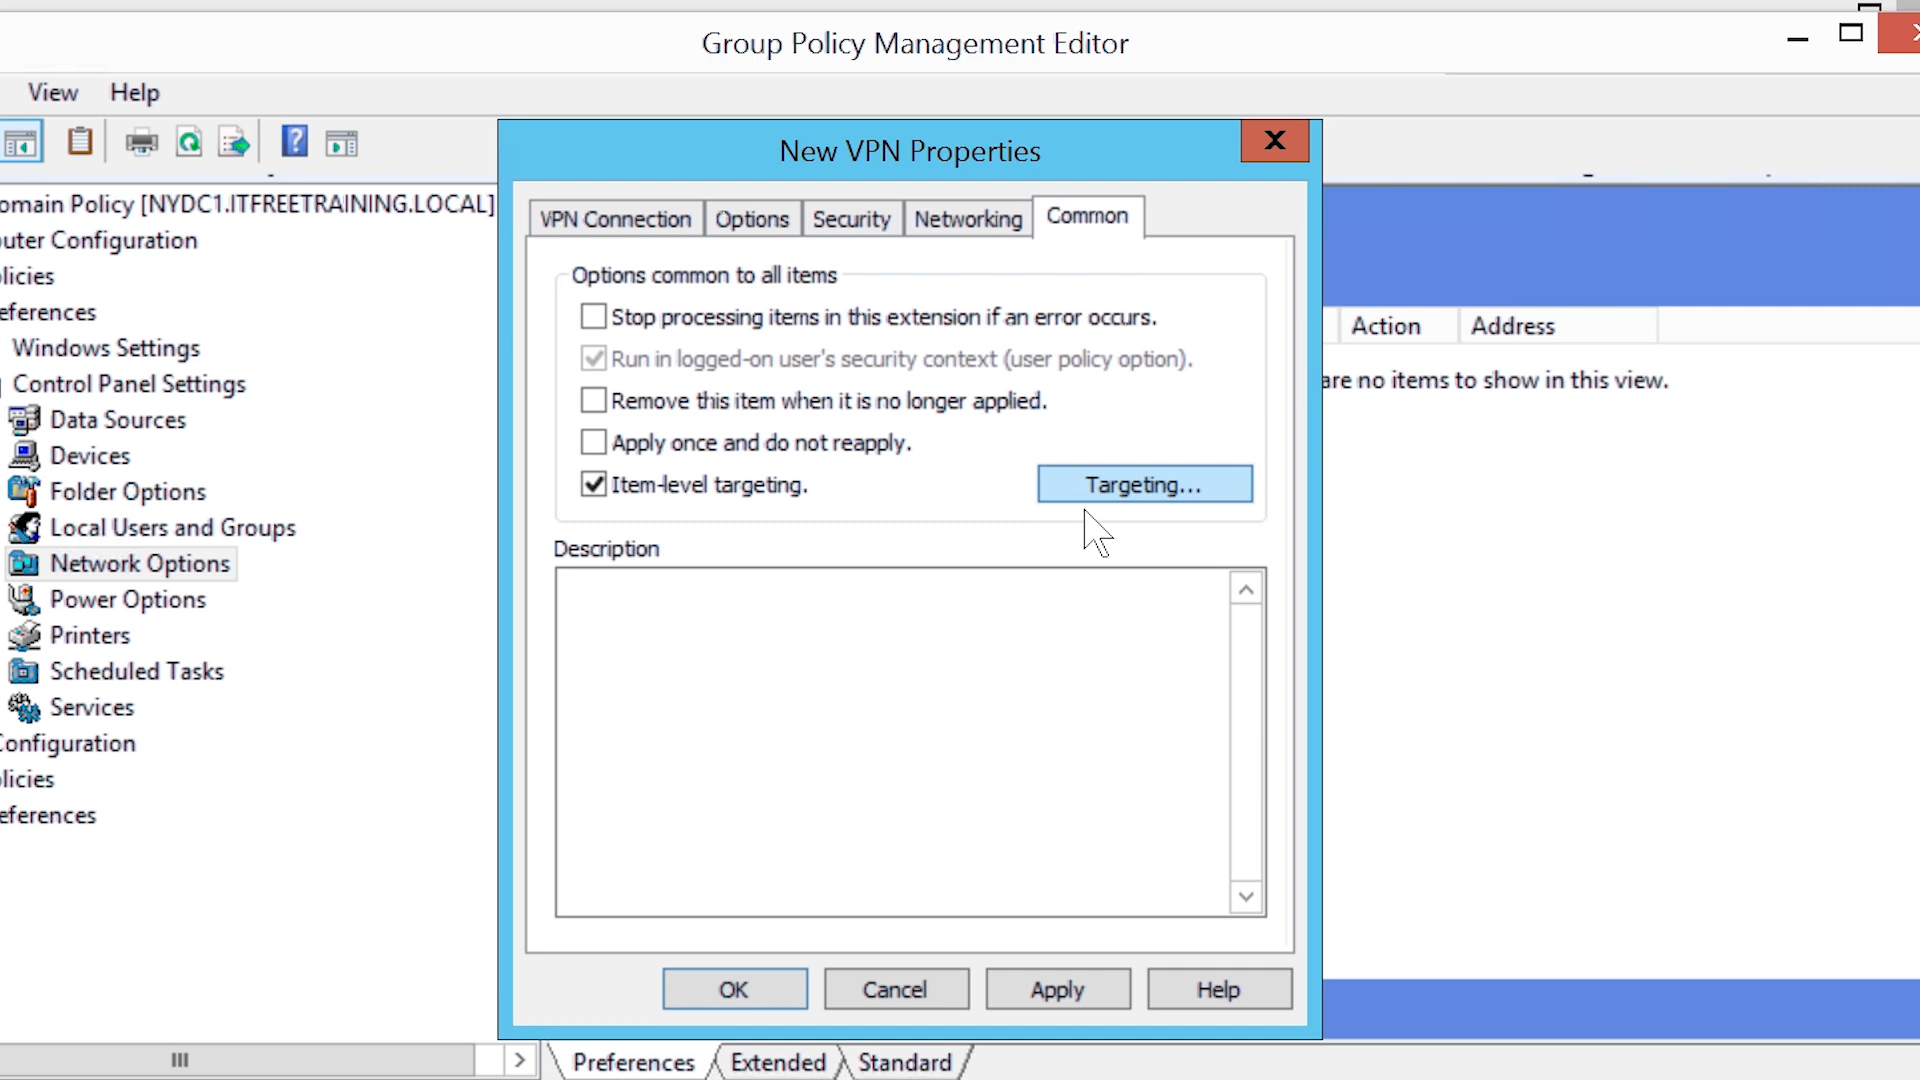 Group Policy Management Editor
View Help
omain Policy [NYDC1.ITFREETRAINING.LOCAL]
uter Configuration
licies
eferences
Windows Settings
Control Panel Settings
Data Sources
Devices
Folder Options
Local Users and Groups
Network Options
Power Options
Printers
Scheduled Tasks
Services
Configuration
licies
eferences
New VPN Properties
VPN Connection Options Security Networking Common
Options common to all items
Stop processing items in this extension if an error occurs.
Run in logged-on user's security context (user policy option).
Remove this item when it is no longer applied.
Apply once and do not reapply.
Item-level targeting. Targeting...
Description
OK Cancel Apply Help
Action Address
are no items to show in this view.
Preferences Extended Standard